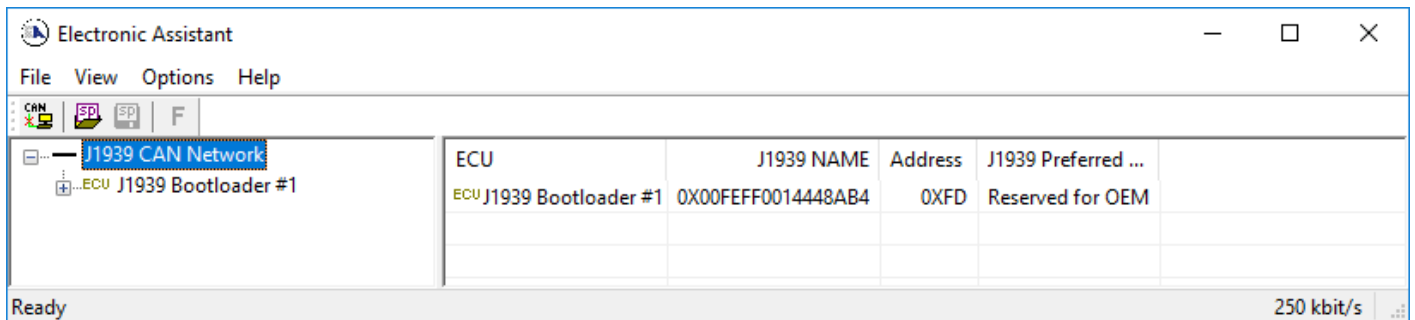 Electronic Assistant
File View Options Help
CAN SP SP F
J1939 CAN Network
ECU J1939 Bootloader #1
ECU J1939 NAME Address J1939 Preferred ...
ECU J1939 Bootloader #1 0X00FEFF0014448AB4 0XFD Reserved for OEM
Ready 250 kbit/s